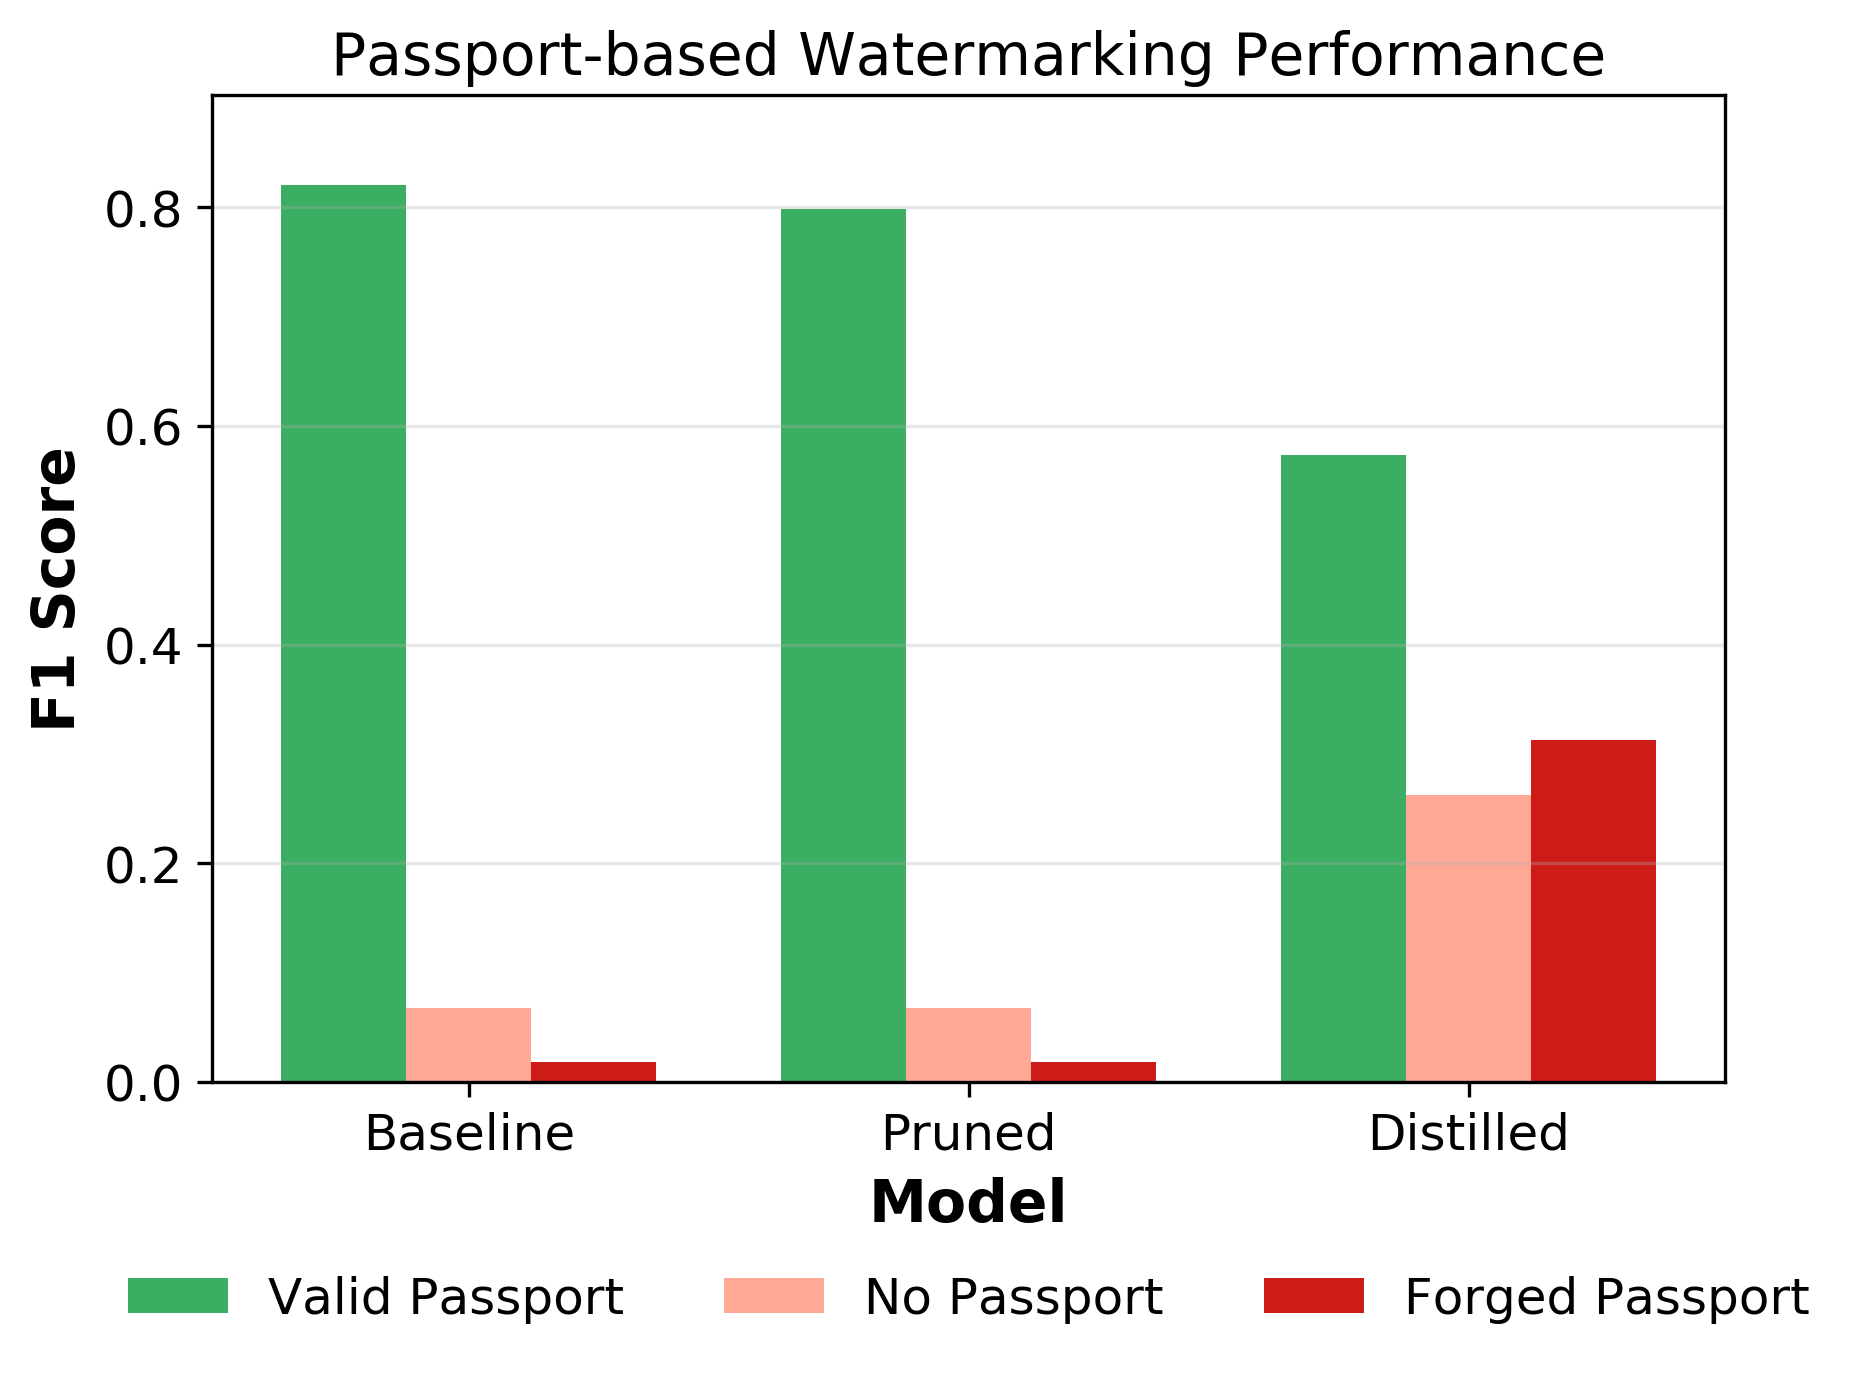 Passport-based Watermarking Performance
F1 Score
0.8
0.6
0.4
0.2
0.0
Baseline Pruned Distilled
Model
Valid Passport No Passport Forged Passport